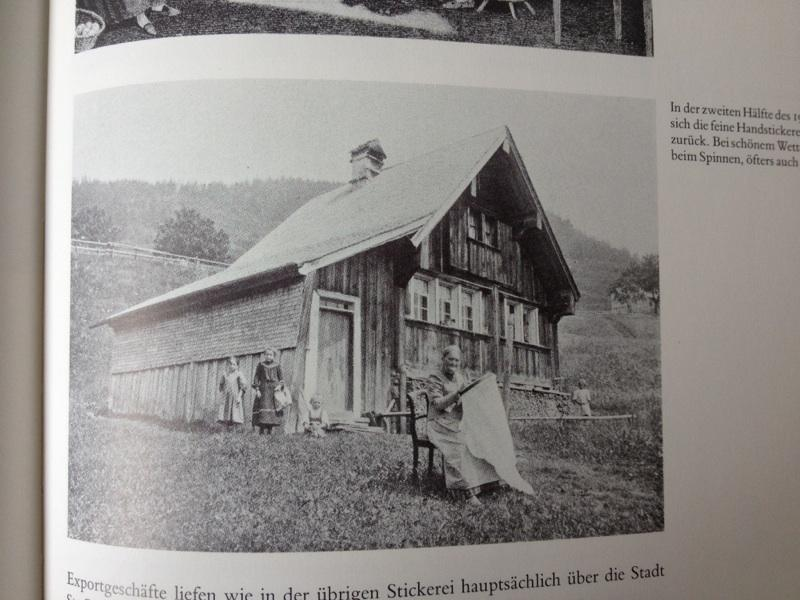 In der zweiten Hälfte des
sich die feine Handstickere
zurück. Bei schönem Wett
beim Spinnen, öfters auch
Exportgeschäfte liefen wie in der übrigen Stickerei hauptsächlich über die Stadt